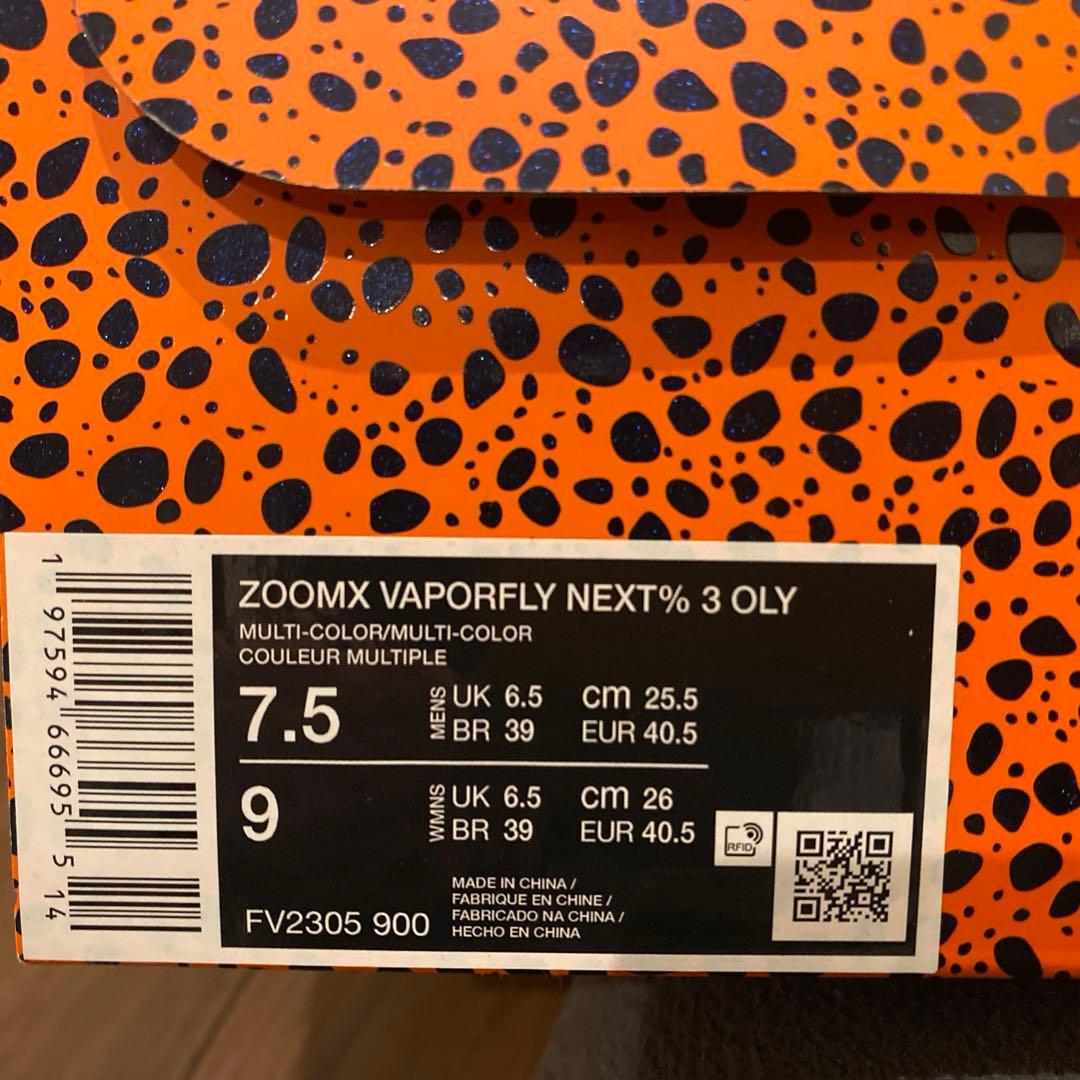 ZOOMX VAPORFLY NEXT% 3 OLY
MULTI-COLOR/MULTI-COLOR
COULEUR MULTIPLE
7.5 MENS UK 6.5 cm 25.5
BR 39 EUR 40.5
9 WMNS UK 6.5 cm 26
BR 39 EUR 40.5
RFID
MADE IN CHINA /
FABRIQUE EN CHINE /
FABRICADO NA CHINA /
HECHO EN CHINA
FV2305 900
1 97594 66695 5 14